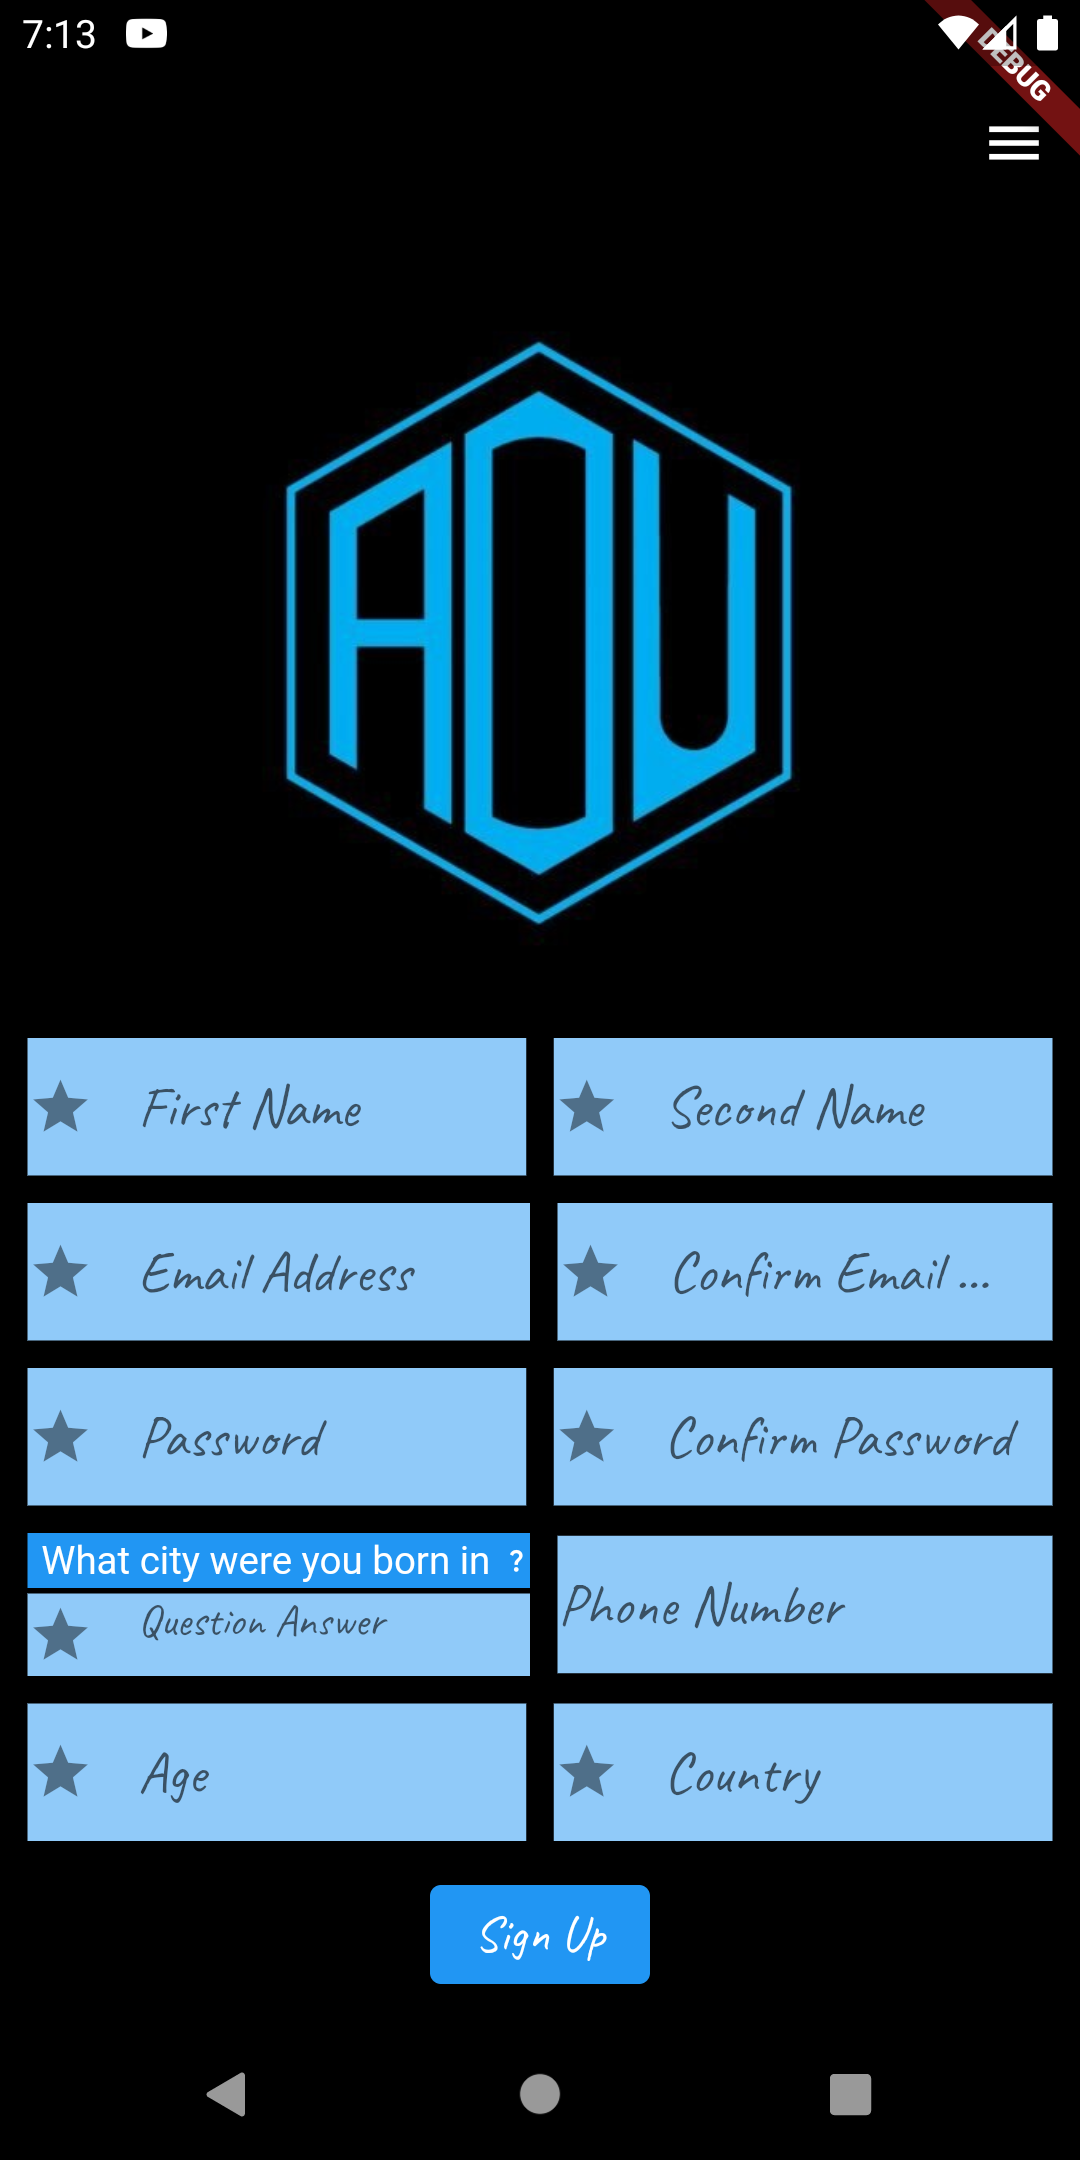 7:13
DEBUG
AOU
First Name Second Name
Email Address Confirm Email ...
Password Confirm Password
What city were you born in ?
Question Answer Phone Number
Age Country
Sign Up